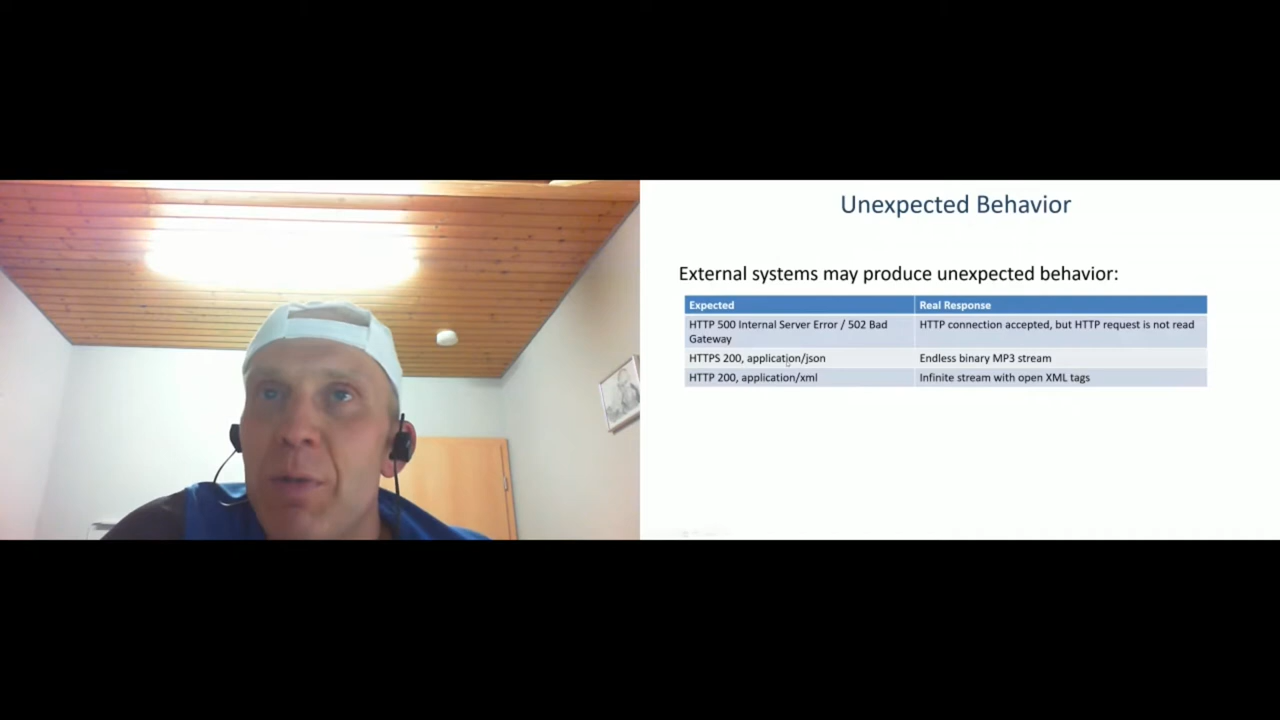 Unexpected Behavior
External systems may produce unexpected behavior:
Expected Real Response
HTTP 500 Internal Server Error / 502 Bad Gateway HTTP connection accepted, but HTTP request is not read
HTTPS 200, application/json Endless binary MP3 stream
HTTP 200, application/xml Infinite stream with open XML tags